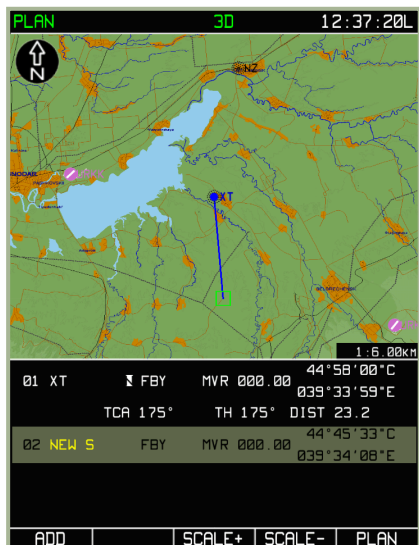 PLAN 3D 12:37:20L
N
NZ
INODAR
XT
1:6.00KM
01 XT FBY MVR 000.00 44°58'00"C
039°33'59"E
TCA 175° TH 175° DIST 23.2
02 NEW S FBY MVR 000.00 44°45'33"C
039°34'08"E
ADD SCALE+ SCALE- PLAN